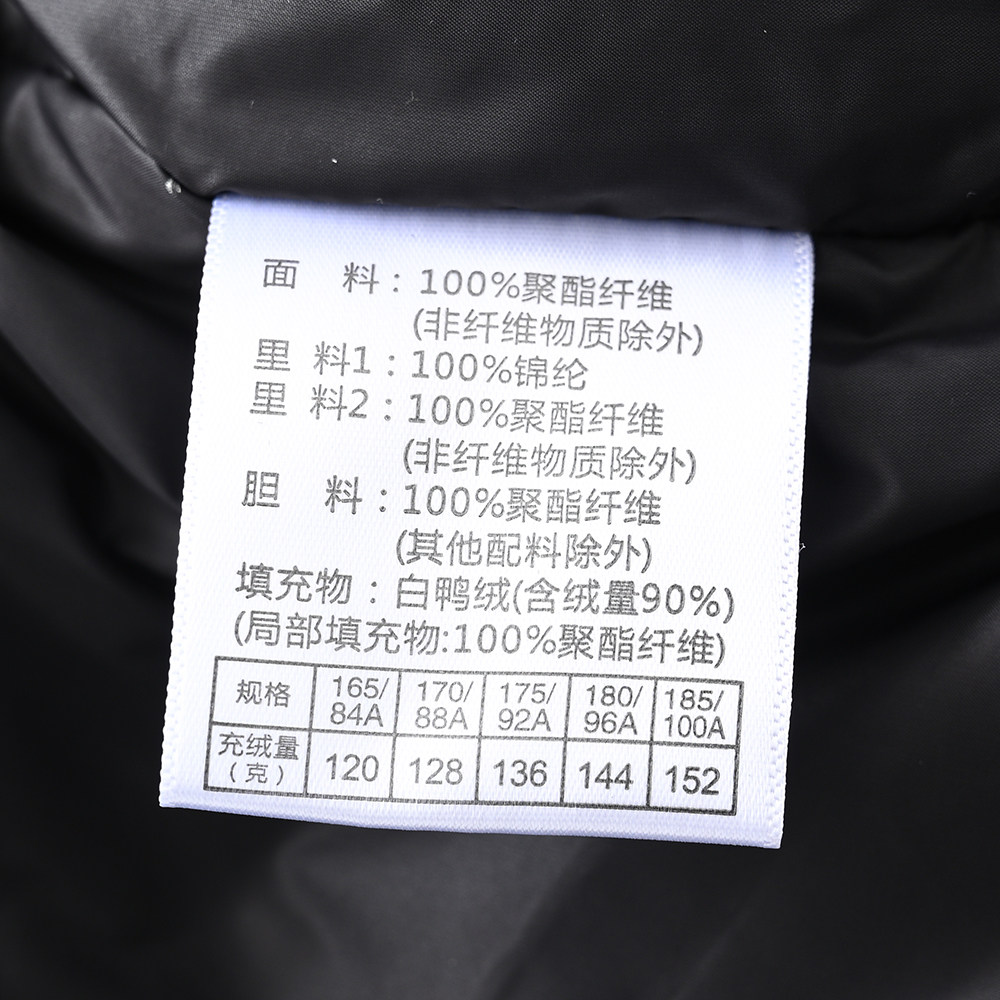 面 料：100%聚酯纤维
(非纤维物质除外)
里 料1：100%锦纶
里 料2：100%聚酯纤维
(非纤维物质除外)
胆 料：100%聚酯纤维
(其他配料除外)
填充物：白鸭绒(含绒量90%)
(局部填充物:100%聚酯纤维)
规格 165/84A 170/88A 175/92A 180/96A 185/100A
充绒量（克） 120 128 136 144 152